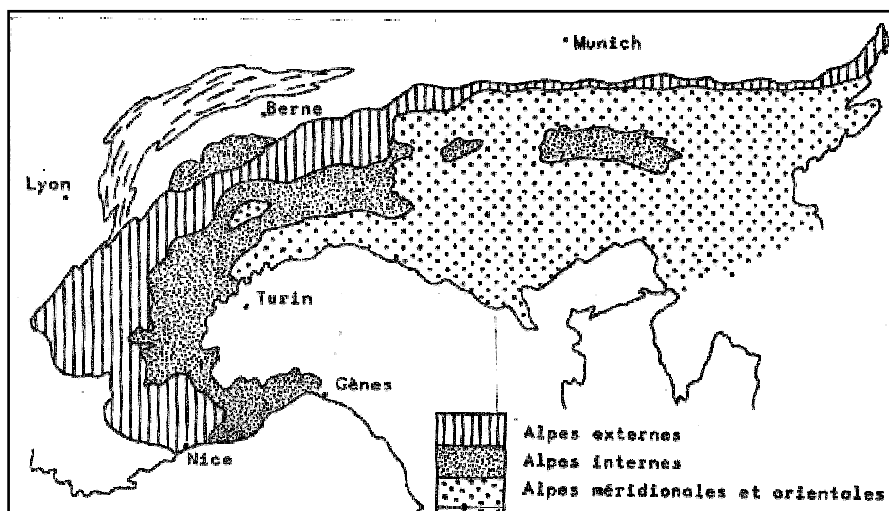 Munich
Berne
Lyon
Turin
Gènes
Nice
Alpes externes
Alpes internes
Alpes méridionales et orientales